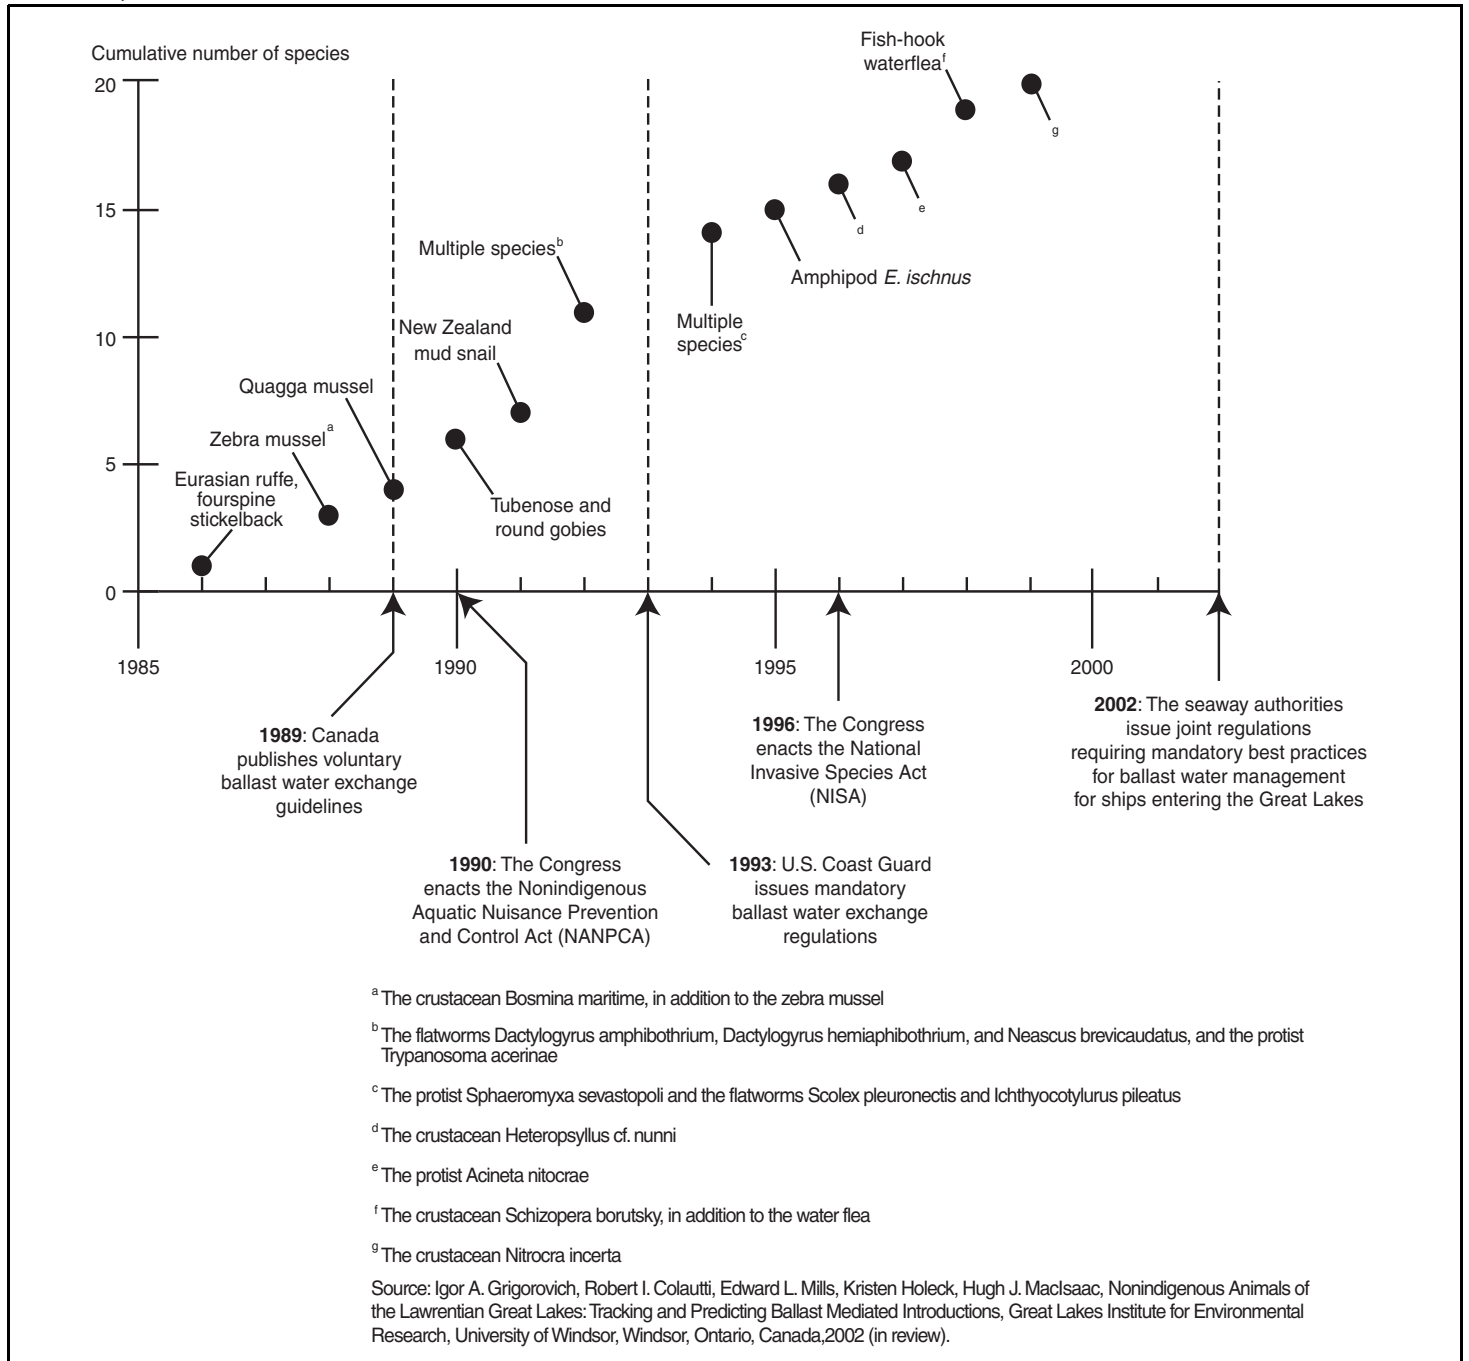 Cumulative number of species
20
15
10
5
0
Fish-hook
waterflea^f
g
e
d
Multiple species^b
Amphipod E. ischnus
New Zealand
mud snail
Multiple
species^c
Quagga mussel
Zebra mussel^a
Eurasian ruffe,
fourspine
stickelback
Tubenose and
round gobies
1985
1990
1995
2000
1989: Canada
publishes voluntary
ballast water exchange
guidelines
1990: The Congress
enacts the Nonindigenous
Aquatic Nuisance Prevention
and Control Act (NANPCA)
1993: U.S. Coast Guard
issues mandatory
ballast water exchange
regulations
1996: The Congress
enacts the National
Invasive Species Act
(NISA)
2002: The seaway authorities
issue joint regulations
requiring mandatory best practices
for ballast water management
for ships entering the Great Lakes
a The crustacean Bosmina maritime, in addition to the zebra mussel
b The flatworms Dactylogyrus amphibothrium, Dactylogyrus hemiaphibothrium, and Neascus brevicaudatus, and the protist
Trypanosoma acerinae
c The protist Sphaeromyxa sevastopoli and the flatworms Scolex pleuronectis and Ichthyocotylurus pileatus
d The crustacean Heteropsyllus cf. nunni
e The protist Acineta nitocrae
f The crustacean Schizopera borutsky, in addition to the water flea
g The crustacean Nitrocra incerta
Source: Igor A. Grigorovich, Robert I. Colautti, Edward L. Mills, Kristen Holeck, Hugh J. MacIsaac, Nonindigenous Animals of
the Lawrentian Great Lakes: Tracking and Predicting Ballast Mediated Introductions, Great Lakes Institute for Environmental
Research, University of Windsor, Windsor, Ontario, Canada,2002 (in review).